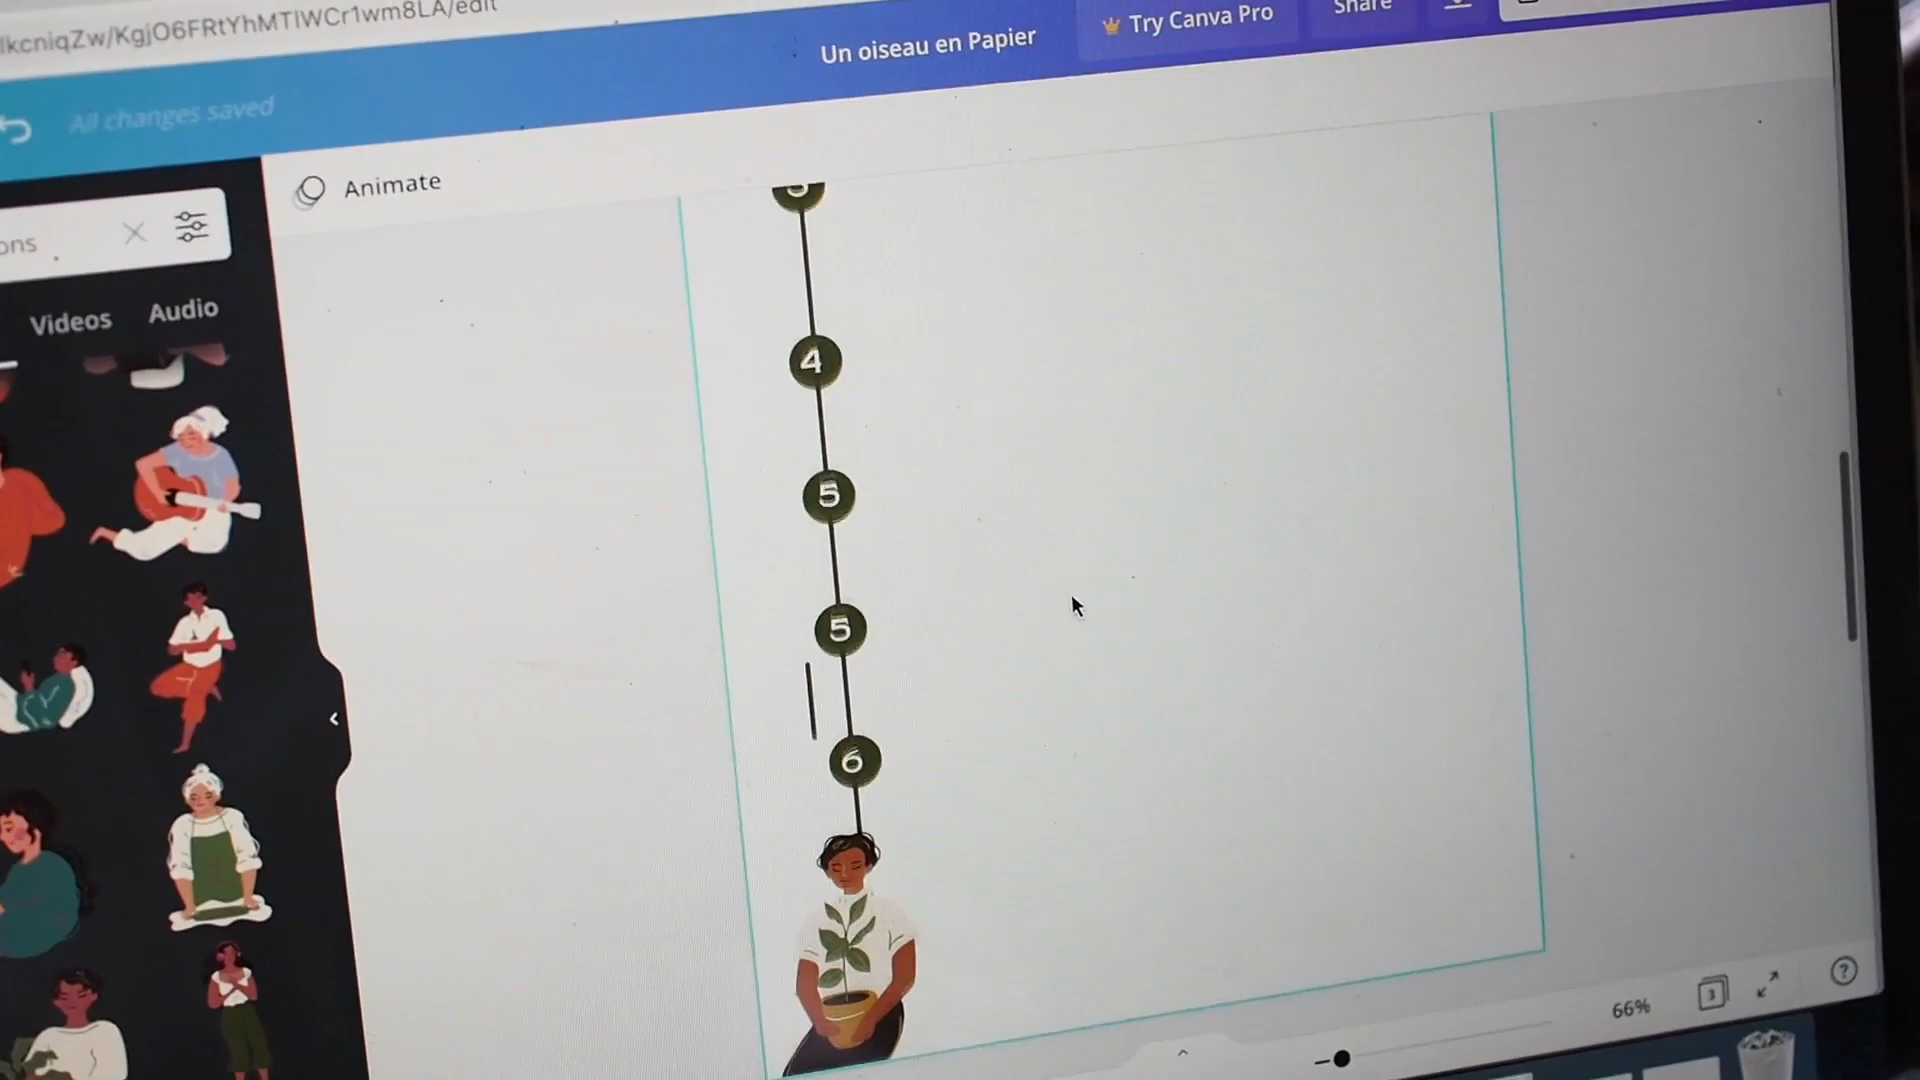 lkcniqZw/KgjO6FRtYhMTIWCr1wm8LA/edit
Un oiseau en Papier
Try Canva Pro
Share
All changes saved
Animate
ons
Videos
Audio
4
5
5
6
66%
3
?